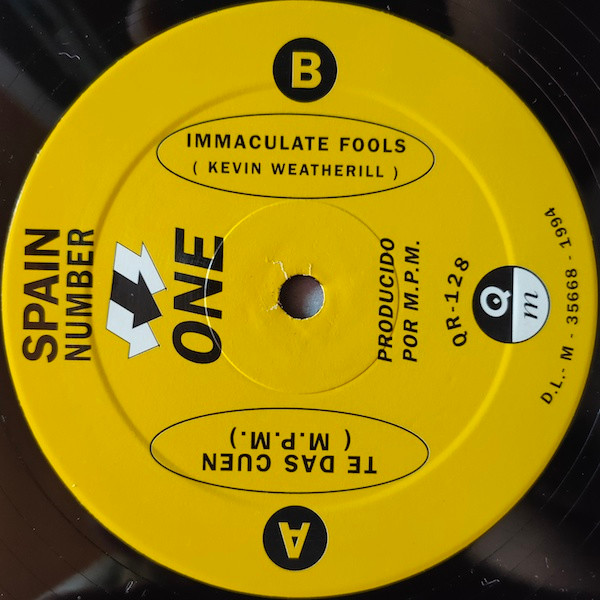 B
IMMACULATE FOOLS
( KEVIN WEATHERILL )
SPAIN
NUMBER
ONE
PRODUCIDO
POR M.P.M.
QR-128
Q
m
D.L.- M - 35668 - 1994
A
TE DAS CUEN
( M.P.M.)